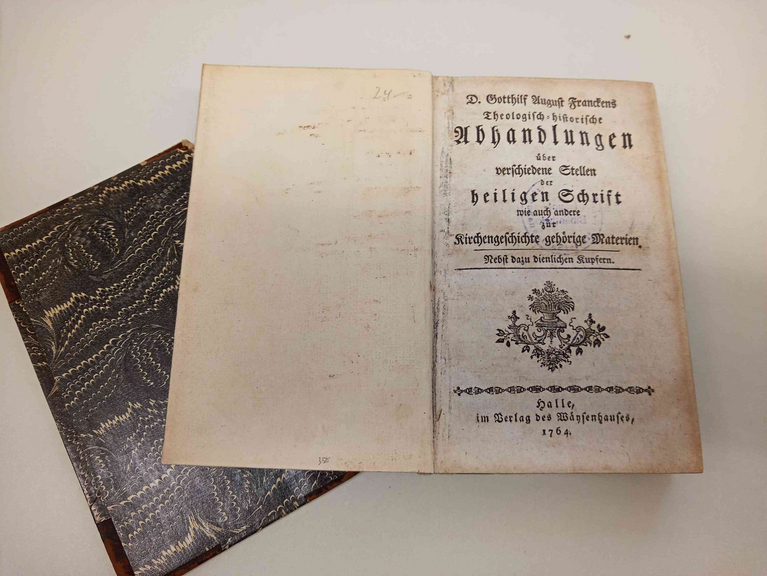 D. Gotthilf August Franckens
Theologisch-historische
Abhandlungen
über
verschiedene Stellen
der
heiligen Schrift
wie auch andere
zur
Kirchengeschichte gehörige Materien.
Nebst dazu dienlichen Kupfern.
Halle,
im Verlag des Wäysenhauses,
1764.